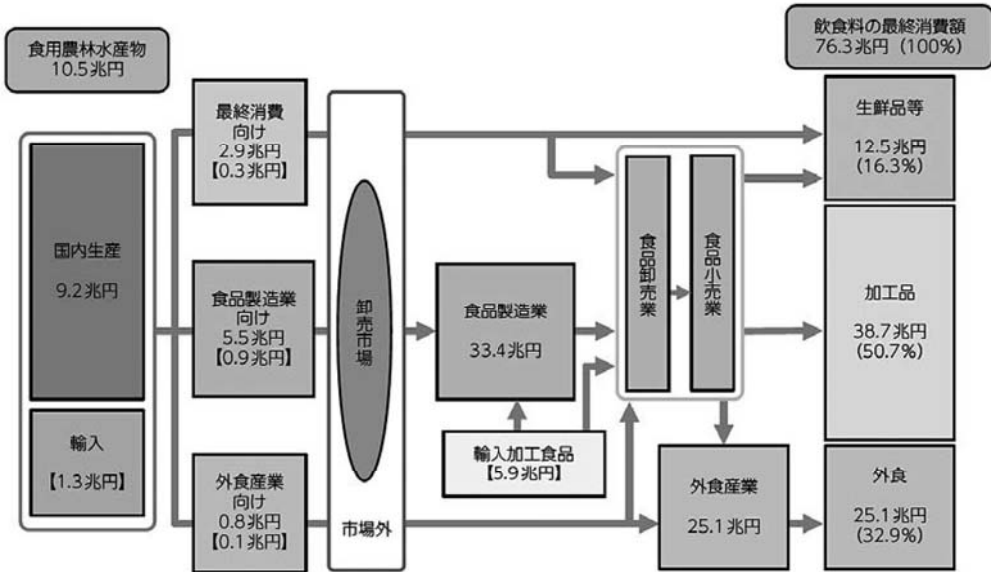 食用農林水産物
10.5兆円
飲食料の最終消費額
76.3兆円（100%）
国内生産
9.2兆円
輸入
【1.3兆円】
最終消費
向け
2.9兆円
【0.3兆円】
食品製造業
向け
5.5兆円
【0.9兆円】
外食産業
向け
0.8兆円
【0.1兆円】
卸売市場
市場外
食品製造業
33.4兆円
輸入加工食品
【5.9兆円】
食品卸売業
食品小売業
外食産業
25.1兆円
生鮮品等
12.5兆円
(16.3%)
加工品
38.7兆円
(50.7%)
外食
25.1兆円
(32.9%)